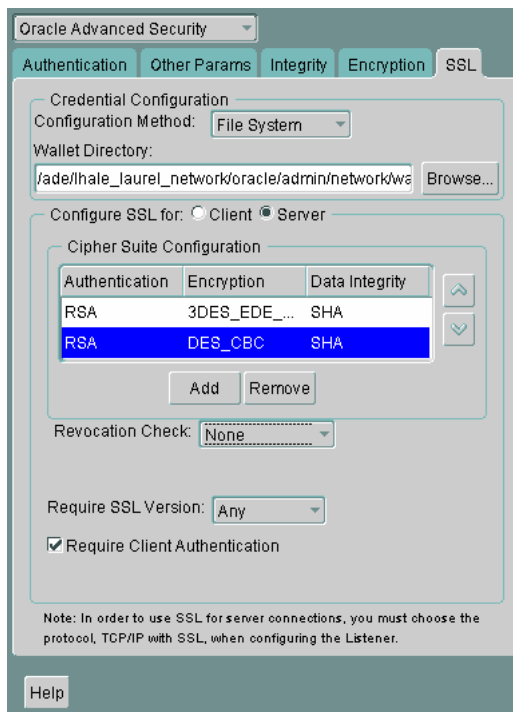 Oracle Advanced Security
Authentication Other Params Integrity Encryption SSL
Credential Configuration
Configuration Method: File System
Wallet Directory:
/ade/lhale_laurel_network/oracle/admin/network/wa Browse...
Configure SSL for: Client Server
Cipher Suite Configuration
Authentication Encryption Data Integrity
RSA 3DES_EDE_... SHA
RSA DES_CBC SHA
Add Remove
Revocation Check: None
Require SSL Version: Any
Require Client Authentication
Note: In order to use SSL for server connections, you must choose the
protocol, TCP/IP with SSL, when configuring the Listener.
Help